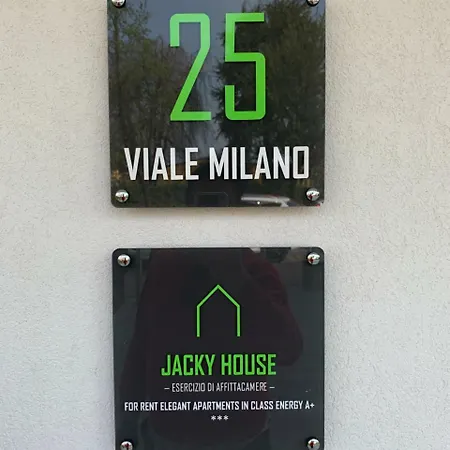 25
VIALE MILANO
JACKY HOUSE
– ESERCIZIO DI AFFITTACAMERE –
FOR RENT ELEGANT APARTMENTS IN CLASS ENERGY A+
***